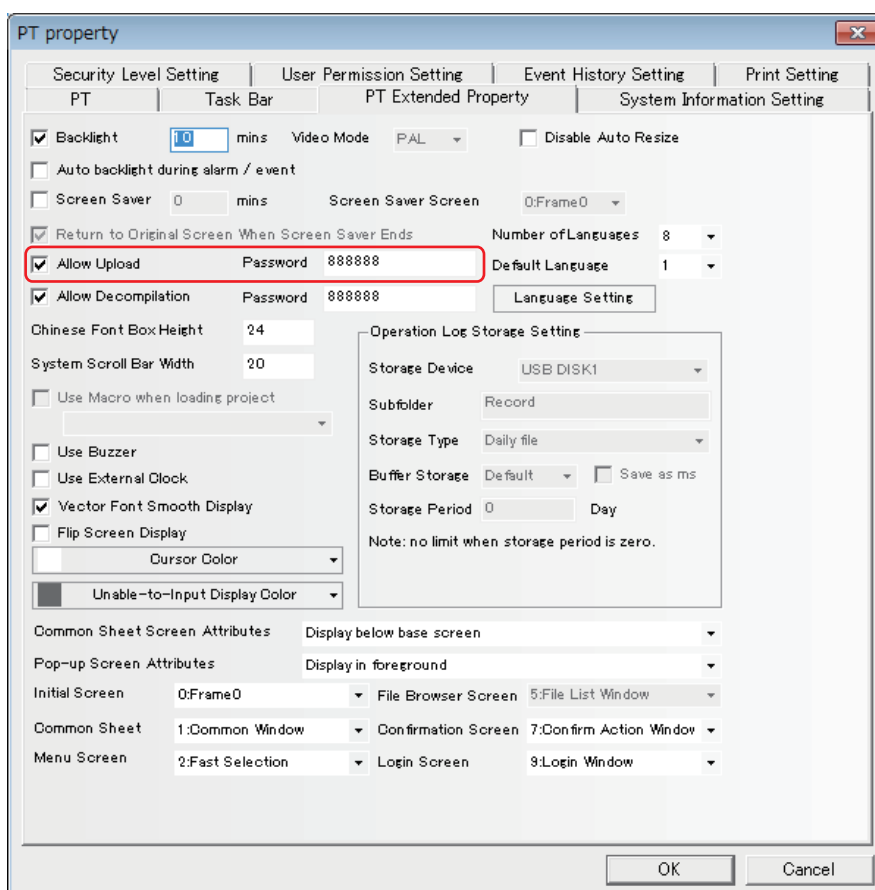 PT property
Security Level Setting User Permission Setting Event History Setting Print Setting
PT Task Bar PT Extended Property System Information Setting
Backlight 10 mins Video Mode PAL Disable Auto Resize
Auto backlight during alarm / event
Screen Saver 0 mins Screen Saver Screen 0:Frame0
Return to Original Screen When Screen Saver Ends Number of Languages 8
Allow Upload Password 888888 Default Language 1
Allow Decompilation Password 888888 Language Setting
Chinese Font Box Height 24 Operation Log Storage Setting
System Scroll Bar Width 20 Storage Device USB DISK1
Use Macro when loading project Subfolder Record
Storage Type Daily file
Use Buzzer Buffer Storage Default Save as ms
Use External Clock
Vector Font Smooth Display Storage Period 0 Day
Flip Screen Display Note: no limit when storage period is zero.
Cursor Color
Unable-to-Input Display Color
Common Sheet Screen Attributes Display below base screen
Pop-up Screen Attributes Display in foreground
Initial Screen 0:Frame0 File Browser Screen 5:File List Window
Common Sheet 1:Common Window Confirmation Screen 7:Confirm Action Window
Menu Screen 2:Fast Selection Login Screen 9:Login Window
OK Cancel